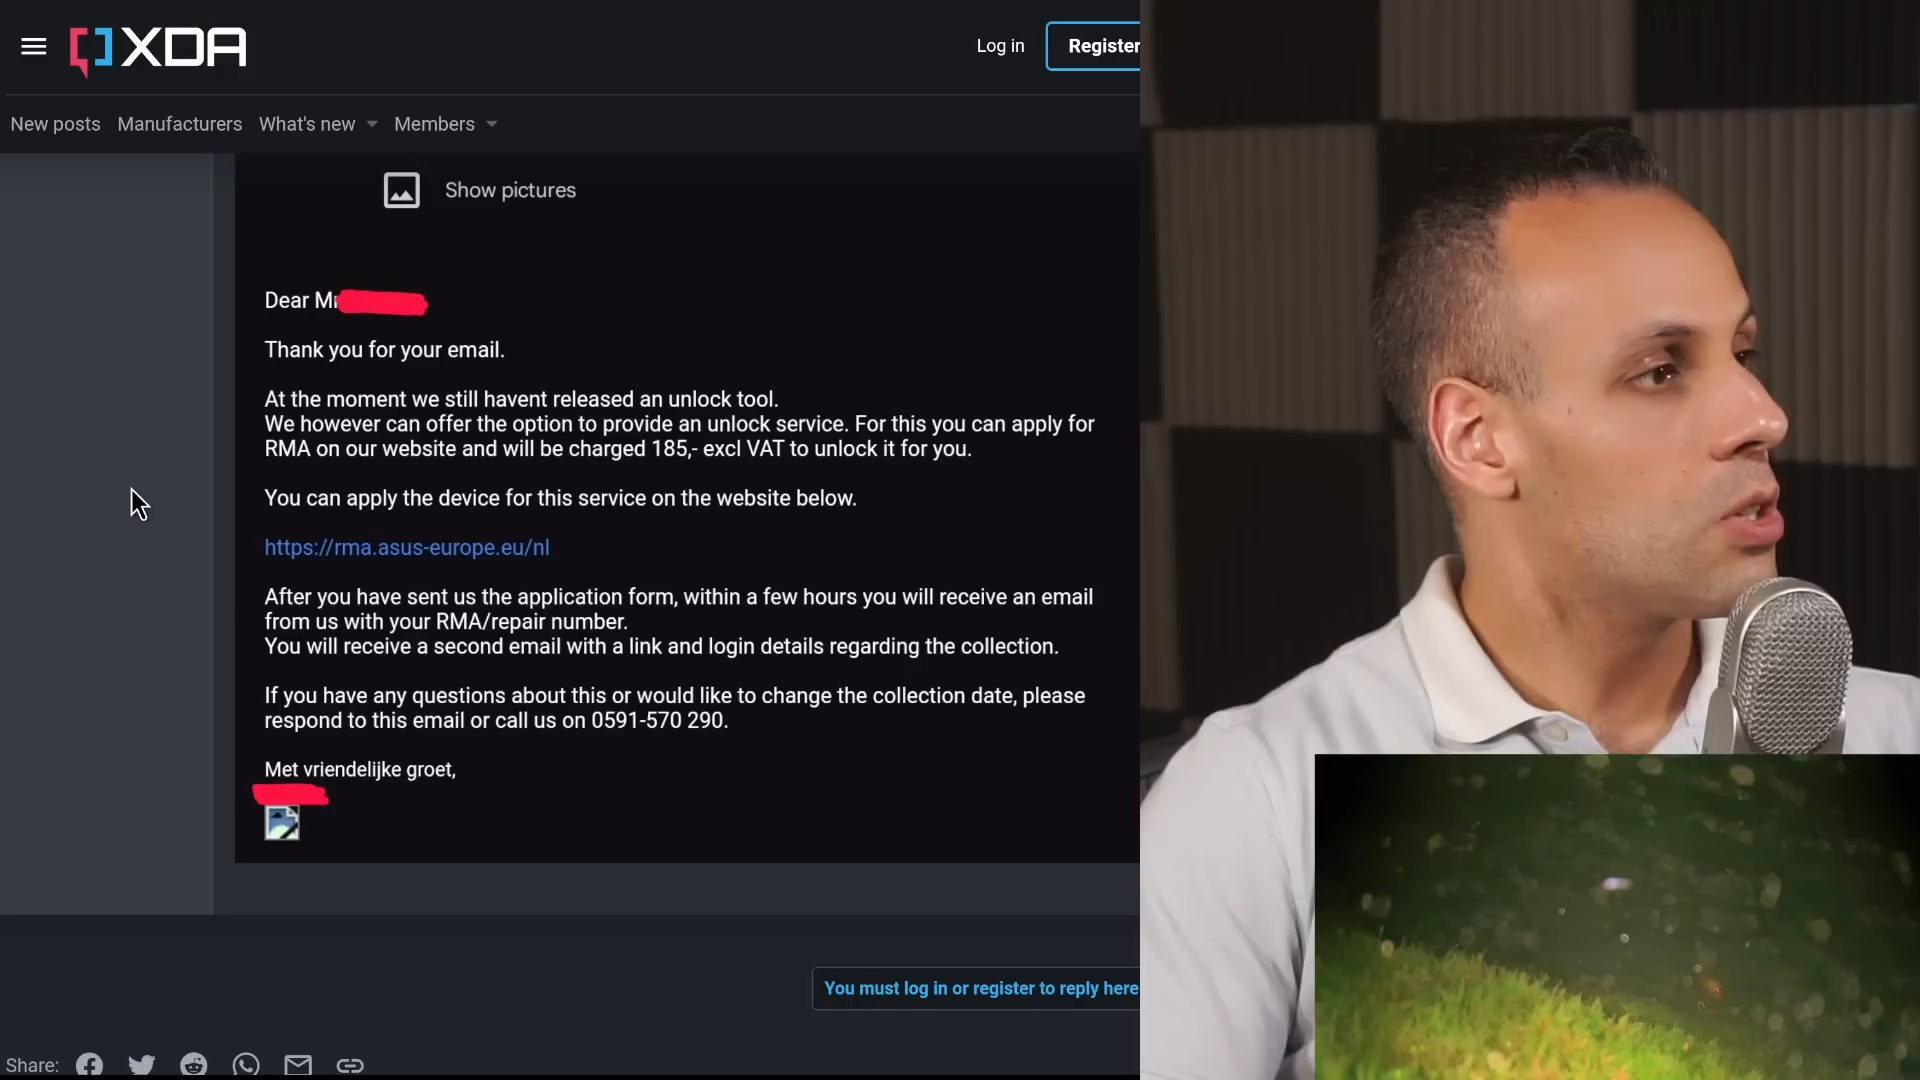 XDA
Log in
Register
New posts
Manufacturers
What's new
Members
Show pictures
Dear Mr
Thank you for your email.
At the moment we still havent released an unlock tool.
We however can offer the option to provide an unlock service. For this you can apply for
RMA on our website and will be charged 185,- excl VAT to unlock it for you.
You can apply the device for this service on the website below.
https://rma.asus-europe.eu/nl
After you have sent us the application form, within a few hours you will receive an email
from us with your RMA/repair number.
You will receive a second email with a link and login details regarding the collection.
If you have any questions about this or would like to change the collection date, please
respond to this email or call us on 0591-570 290.
Met vriendelijke groet,
You must log in or register to reply here
Share: